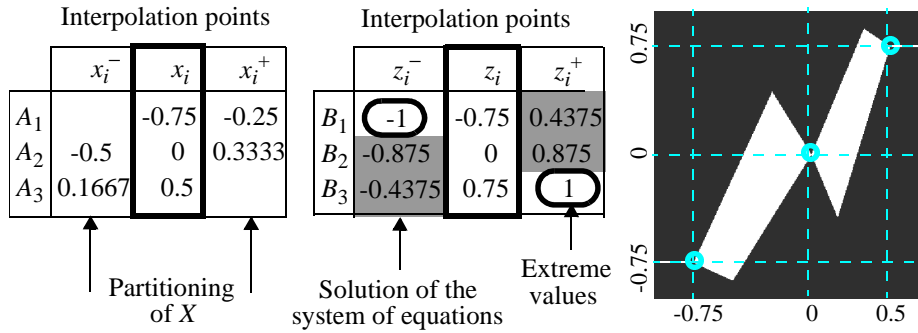 Interpolation points
x_i^- x_i x_i^+
A_1 -0.75 -0.25
A_2 -0.5 0 0.3333
A_3 0.1667 0.5
Partitioning
of X
Interpolation points
z_i^- z_i z_i^+
B_1 -1 -0.75 0.4375
B_2 -0.875 0 0.875
B_3 -0.4375 0.75 1
Solution of the
system of equations
Extreme
values
0.75
0
-0.75
-0.75 0 0.5